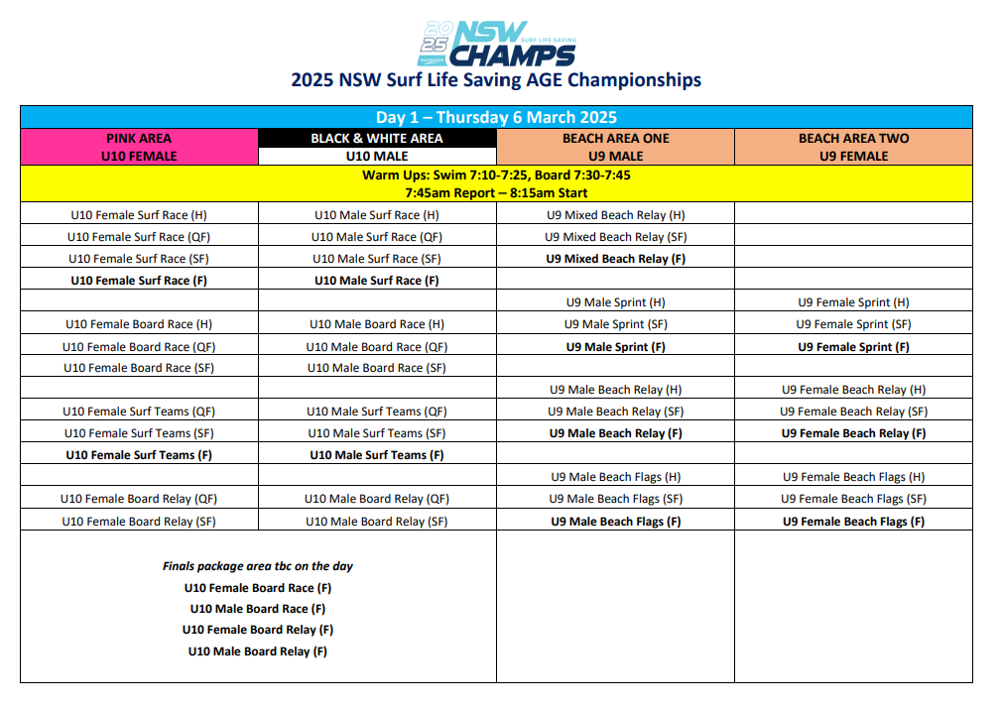 2025 NSW SURF LIFE SAVING
CHAMPS
2025 NSW Surf Life Saving AGE Championships
Day 1 – Thursday 6 March 2025
PINK AREA BLACK & WHITE AREA BEACH AREA ONE BEACH AREA TWO
U10 FEMALE U10 MALE U9 MALE U9 FEMALE
Warm Ups: Swim 7:10-7:25, Board 7:30-7:45
7:45am Report – 8:15am Start
U10 Female Surf Race (H) U10 Male Surf Race (H) U9 Mixed Beach Relay (H)
U10 Female Surf Race (QF) U10 Male Surf Race (QF) U9 Mixed Beach Relay (SF)
U10 Female Surf Race (SF) U10 Male Surf Race (SF) U9 Mixed Beach Relay (F)
U10 Female Surf Race (F) U10 Male Surf Race (F)
U9 Male Sprint (H) U9 Female Sprint (H)
U10 Female Board Race (H) U10 Male Board Race (H) U9 Male Sprint (SF) U9 Female Sprint (SF)
U10 Female Board Race (QF) U10 Male Board Race (QF) U9 Male Sprint (F) U9 Female Sprint (F)
U10 Female Board Race (SF) U10 Male Board Race (SF)
U9 Male Beach Relay (H) U9 Female Beach Relay (H)
U10 Female Surf Teams (QF) U10 Male Surf Teams (QF) U9 Male Beach Relay (SF) U9 Female Beach Relay (SF)
U10 Female Surf Teams (SF) U10 Male Surf Teams (SF) U9 Male Beach Relay (F) U9 Female Beach Relay (F)
U10 Female Surf Teams (F) U10 Male Surf Teams (F)
U9 Male Beach Flags (H) U9 Female Beach Flags (H)
U10 Female Board Relay (QF) U10 Male Board Relay (QF) U9 Male Beach Flags (SF) U9 Female Beach Flags (SF)
U10 Female Board Relay (SF) U10 Male Board Relay (SF) U9 Male Beach Flags (F) U9 Female Beach Flags (F)
Finals package area tbc on the day
U10 Female Board Race (F)
U10 Male Board Race (F)
U10 Female Board Relay (F)
U10 Male Board Relay (F)